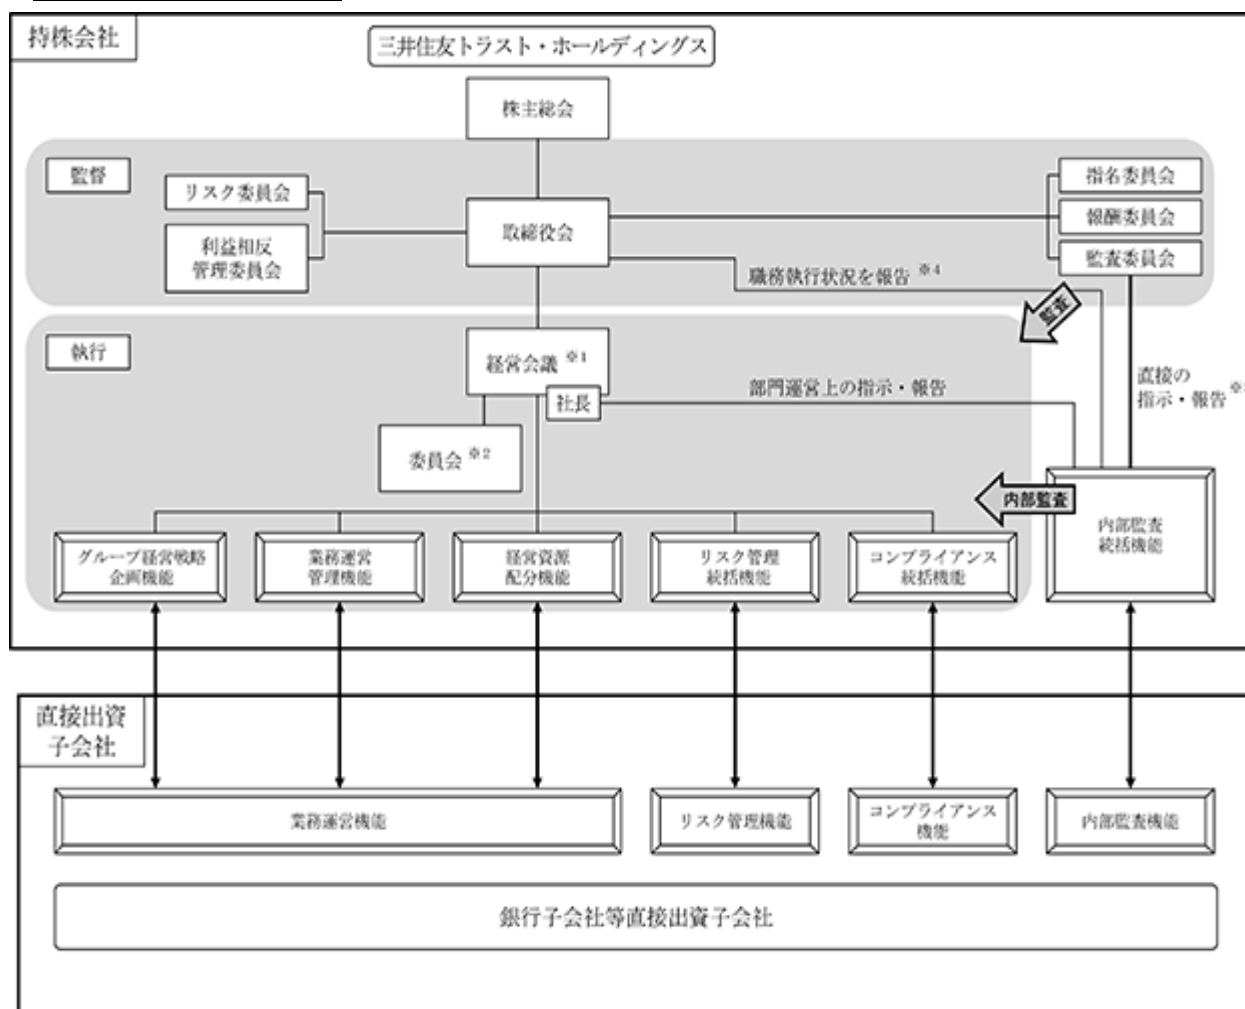 持株会社
三井住友トラスト・ホールディングス
株主総会
監督
リスク委員会
利益相反
管理委員会
取締役会
指名委員会
報酬委員会
監査委員会
職務執行状況を報告 ※4
監査
執行
経営会議 ※1
社長
部門運営上の指示・報告
直接の
指示・報告
委員会 ※2
内部監査
内部監査
統括機能
グループ経営戦略
企画機能
業務運営
管理機能
経営資源
配分機能
リスク管理
統括機能
コンプライアンス
統括機能
直接出資
子会社
業務運営機能
リスク管理機能
コンプライアンス
機能
内部監査機能
銀行子会社等直接出資子会社